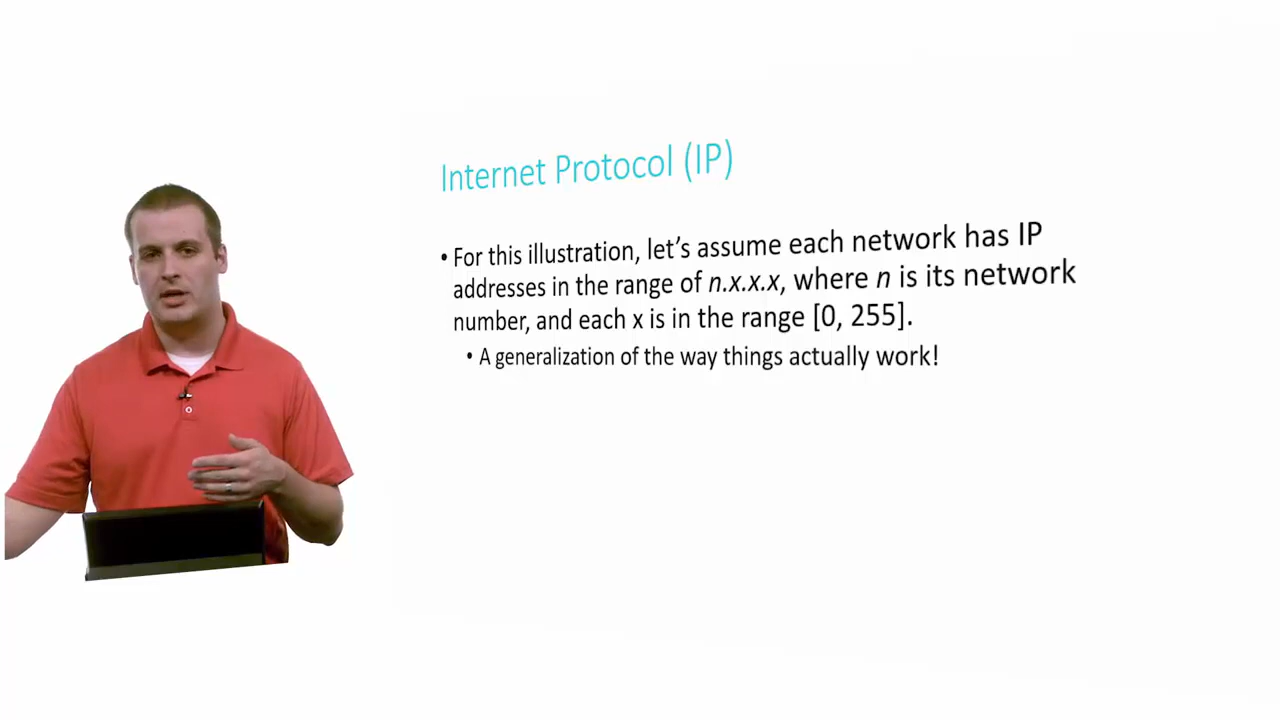 Internet Protocol (IP)
• For this illustration, let’s assume each network has IP
addresses in the range of n.x.x.x, where n is its network
number, and each x is in the range [0, 255].
• A generalization of the way things actually work!